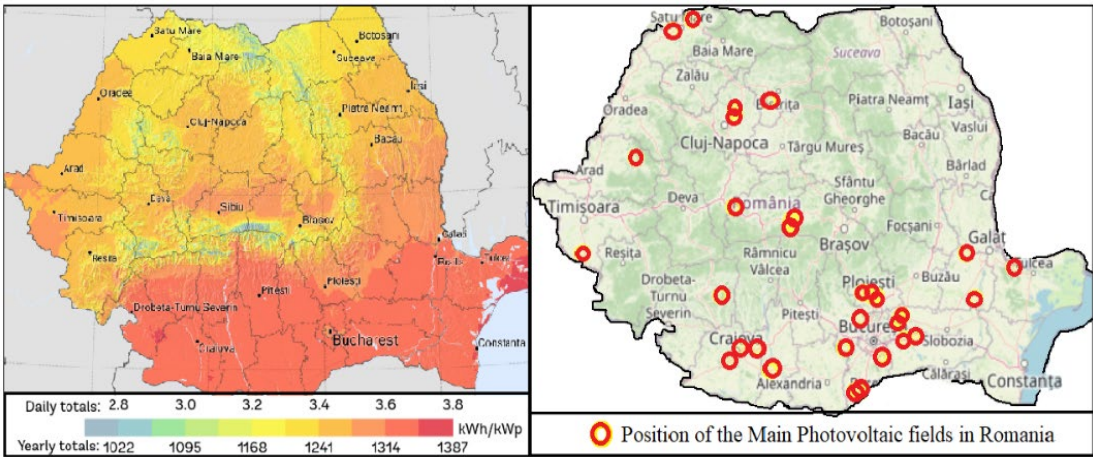 Satu Mare
Baia Mare
Botoșani
Suceava
Iasi
Oradea
Piatra Neamt
Cluj-Napoca
Bacau
Arad
Deva
Sibiu
Timisoara
Brasov
Galati
Resita
Tulcea
Ploiesti
Pitesti
Drobeta-Turnu Severin
Bucharest
Craiova
Constanta
Daily totals: 2.8 3.0 3.2 3.4 3.6 3.8
kWh/kWp
Yearly totals: 1022 1095 1168 1241 1314 1387
Satu Mare
Botoșani
Baia Mare
Suceava
Zalău
Oradea
Piatra Neamț
Iași
Cluj-Napoca
Bacău
Vaslui
Târgu Mureș
Arad
Bârlad
Deva
România
Sfântu
Gheorghe
Timișoara
Focșani
Galați
Reșița
Brașov
Râmnicu
Vâlcea
Tulcea
Drobeta-
Turnu
Severin
Ploiești
Buzău
Pitești
Craiova
București
Slobozia
Alexandria
Călărași
Constanța
Position of the Main Photovoltaic fields in Romania